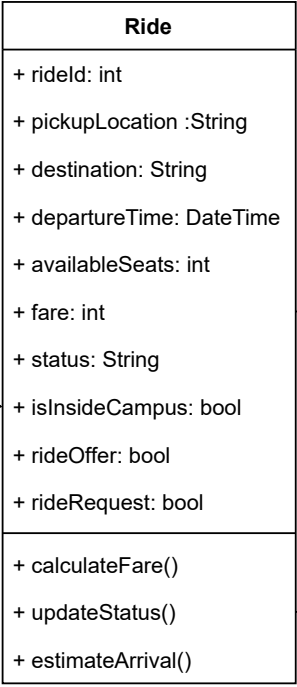 Ride
+ rideId: int
+ pickupLocation :String
+ destination: String
+ departureTime: DateTime
+ availableSeats: int
+ fare: int
+ status: String
+ isInsideCampus: bool
+ rideOffer: bool
+ rideRequest: bool
+ calculateFare()
+ updateStatus()
+ estimateArrival()